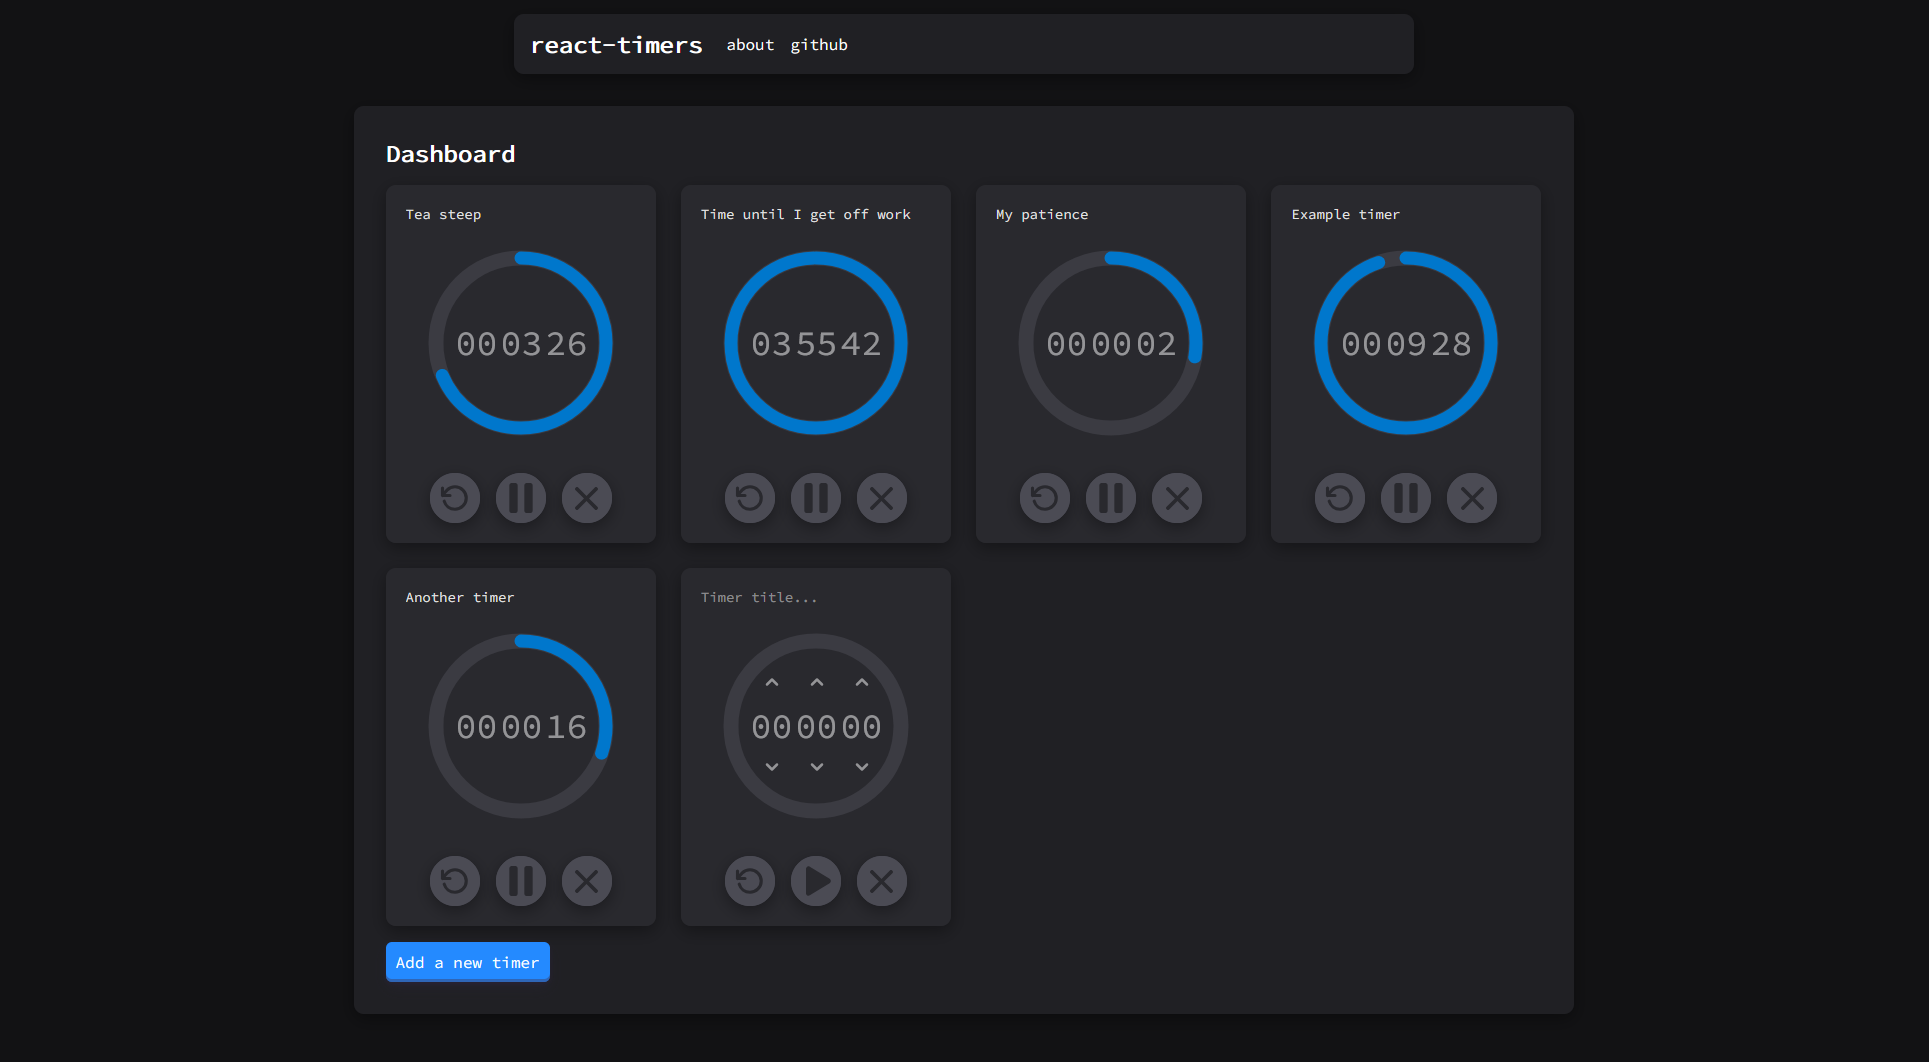 react-timers about github
Dashboard
Tea steep
000326
Time until I get off work
035542
My patience
000002
Example timer
000928
Another timer
000016
Timer title...
000000
Add a new timer